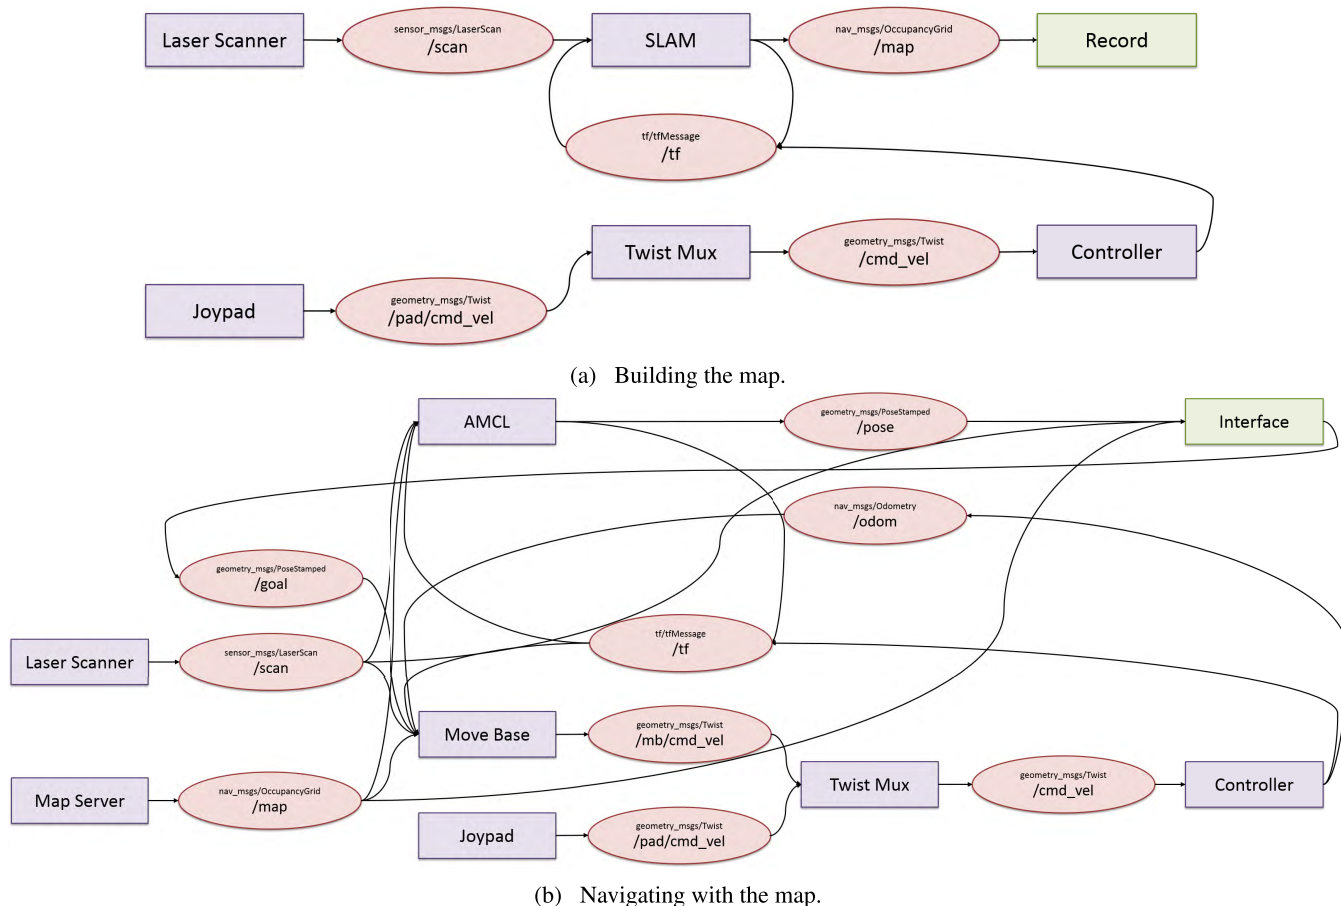 Laser Scanner
sensor_msgs/LaserScan
/scan
SLAM
nav_msgs/OccupancyGrid
/map
Record
tf/tfMessage
/tf
Twist Mux
geometry_msgs/Twist
/cmd_vel
Controller
Joypad
geometry_msgs/Twist
/pad/cmd_vel
(a) Building the map.
AMCL
geometry_msgs/PoseStamped
/pose
Interface
nav_msgs/Odometry
/odom
geometry_msgs/PoseStamped
/goal
Laser Scanner
sensor_msgs/LaserScan
/scan
tf/tfMessage
/tf
Move Base
geometry_msgs/Twist
/mb/cmd_vel
Map Server
nav_msgs/OccupancyGrid
/map
Twist Mux
geometry_msgs/Twist
/cmd_vel
Controller
Joypad
geometry_msgs/Twist
/pad/cmd_vel
(b) Navigating with the map.